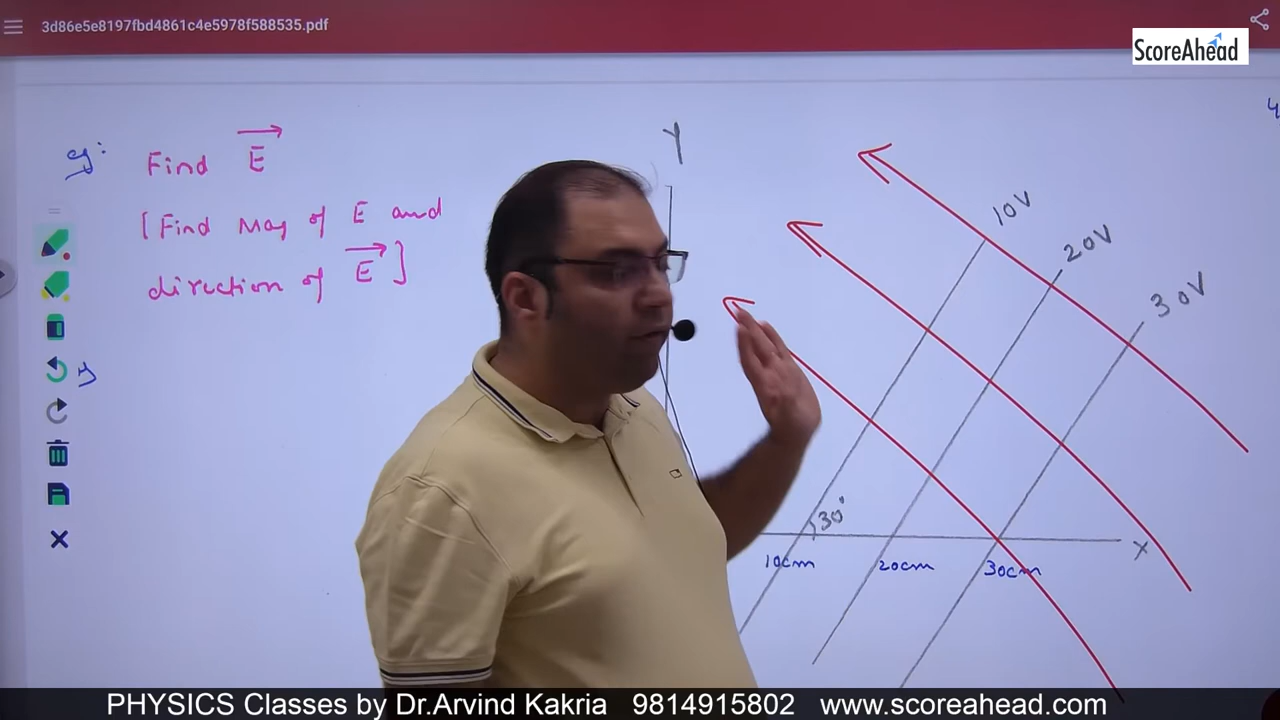 3d86e5e8197fbd4861c4e5978f588535.pdf
ScoreAhead
eg:
Find E
[Find Mag of E and
direction of E]
Y
10V
20V
30V
30°
X
10cm
20cm
30cm
PHYSICS Classes by Dr.Arvind Kakria 9814915802 www.scoreahead.com